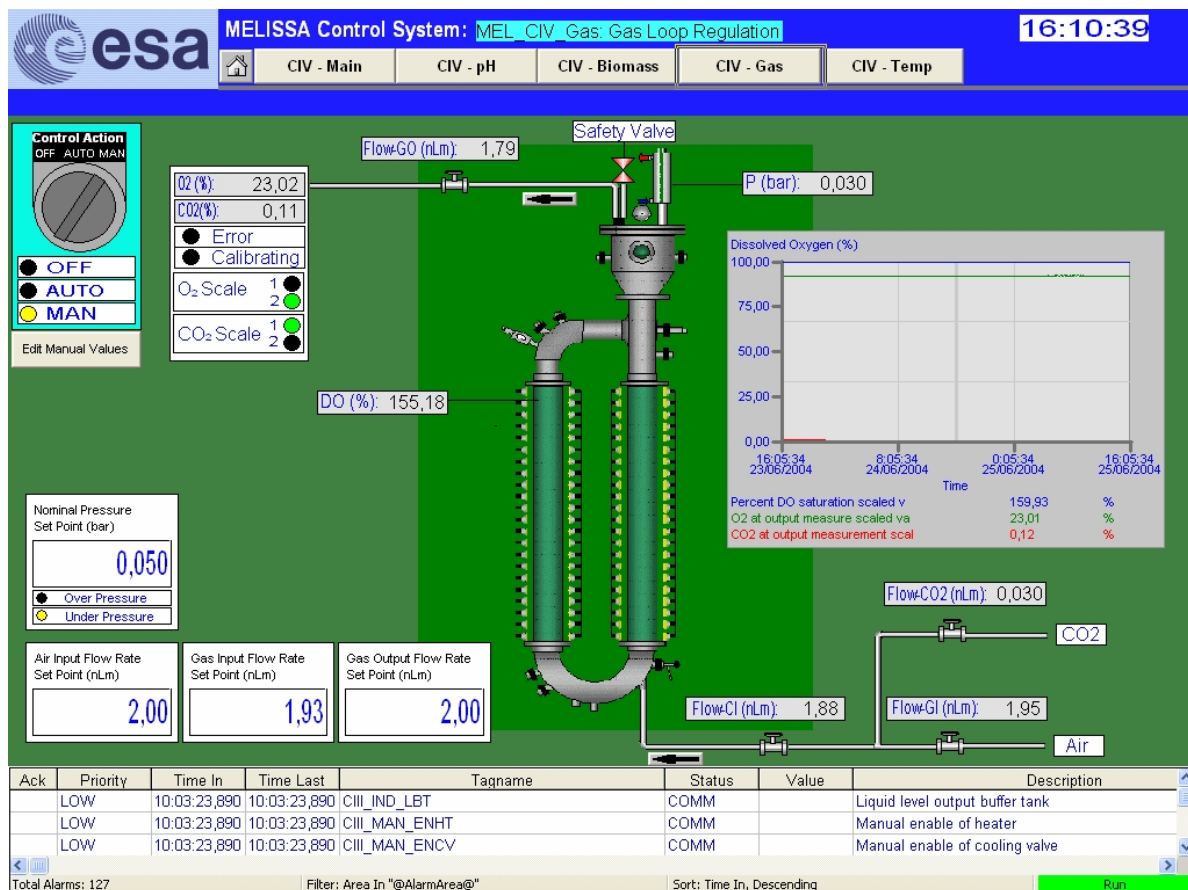 esa
MELISSA Control System: MEL_CIV_Gas: Gas Loop Regulation
16:10:39
CIV - Main
CIV - pH
CIV - Biomass
CIV - Gas
CIV - Temp
Control Action
OFF AUTO MAN
OFF
AUTO
MAN
Edit Manual Values
O2 (%): 23,02
CO2(%): 0,11
Error
Calibrating
O2 Scale 1
2
CO2 Scale 1
2
Flow-GO (nLm): 1,79
Safety Valve
P (bar): 0,030
DO (%): 155,18
Dissolved Oxygen (%)
100,00
75,00
50,00
25,00
0,00
16:05:34 8:05:34 0:05:34 16:05:34
23/06/2004 24/06/2004 25/06/2004 25/06/2004
Time
Percent DO saturation scaled v 159,93 %
O2 at output measure scaled va 23,01 %
CO2 at output measurement scal 0,12 %
Nominal Pressure
Set Point (bar)
0,050
Over Pressure
Under Pressure
Air Input Flow Rate
Set Point (nLm)
2,00
Gas Input Flow Rate
Set Point (nLm)
1,93
Gas Output Flow Rate
Set Point (nLm)
2,00
Flow-CO2 (nLm): 0,030
CO2
Flow-CI (nLm): 1,88
Flow-GI (nLm): 1,95
Air
Ack Priority Time In Time Last Tagname Status Value Description
LOW 10:03:23,890 10:03:23,890 CIII_IND_LBT COMM Liquid level output buffer tank
LOW 10:03:23,890 10:03:23,890 CIII_MAN_ENHT COMM Manual enable of heater
LOW 10:03:23,890 10:03:23,890 CIII_MAN_ENCV COMM Manual enable of cooling valve
Total Alarms: 127 Filter: Area In "@AlarmArea@" Sort: Time In, Descending Run